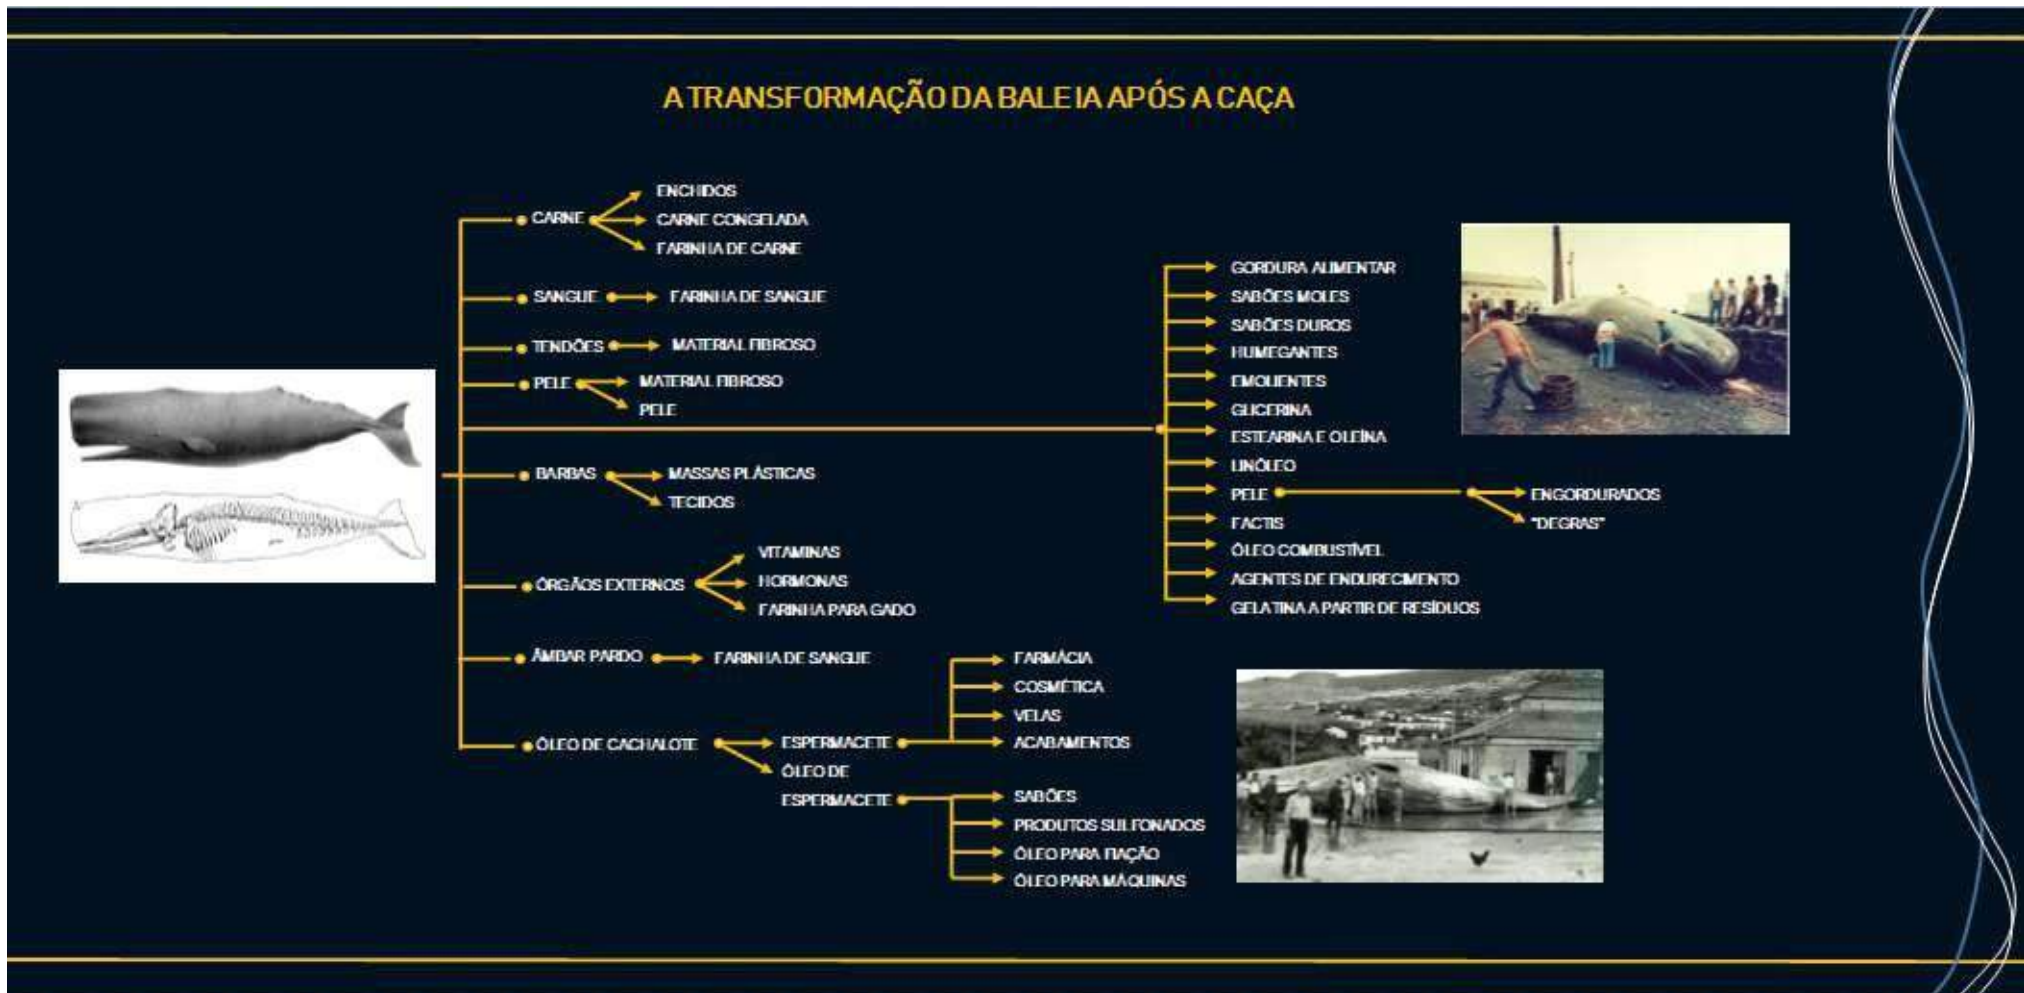 A TRANSFORMAÇÃO DA BALEIA APÓS A CAÇA
CARNE
ENCHIDOS
CARNE CONGELADA
FARINHA DE CARNE
SANGUE
FARINHA DE SANGUE
TENDÕES
MATERIAL FIBROSO
PELE
MATERIAL FIBROSO
PELE
BARBAS
MASSAS PLÁSTICAS
TECIDOS
ÓRGÃOS EXTERNOS
VITAMINAS
HORMONAS
FARINHA PARA GADO
ÂMBAR PARDO
FARINHA DE SANGUE
ÓLEO DE CACHALOTE
ESPERMACETE
ÓLEO DE
ESPERMACETE
FARMÁCIA
COSMÉTICA
VELAS
ACABAMENTOS
SABÕES
PRODUTOS SULFONADOS
ÓLEO PARA FIAÇÃO
ÓLEO PARA MÁQUINAS
GORDURA ALIMENTAR
SABÕES MOLES
SABÕES DUROS
HUMEGANTES
EMOLIENTES
GLICERINA
ESTEARINA E OLEÍNA
LINÓLEO
PELE
ENGORDURADOS
"DEGRAS"
FACTIS
ÓLEO COMBUSTÍVEL
AGENTES DE ENDURECIMENTO
GELATINA A PARTIR DE RESÍDUOS